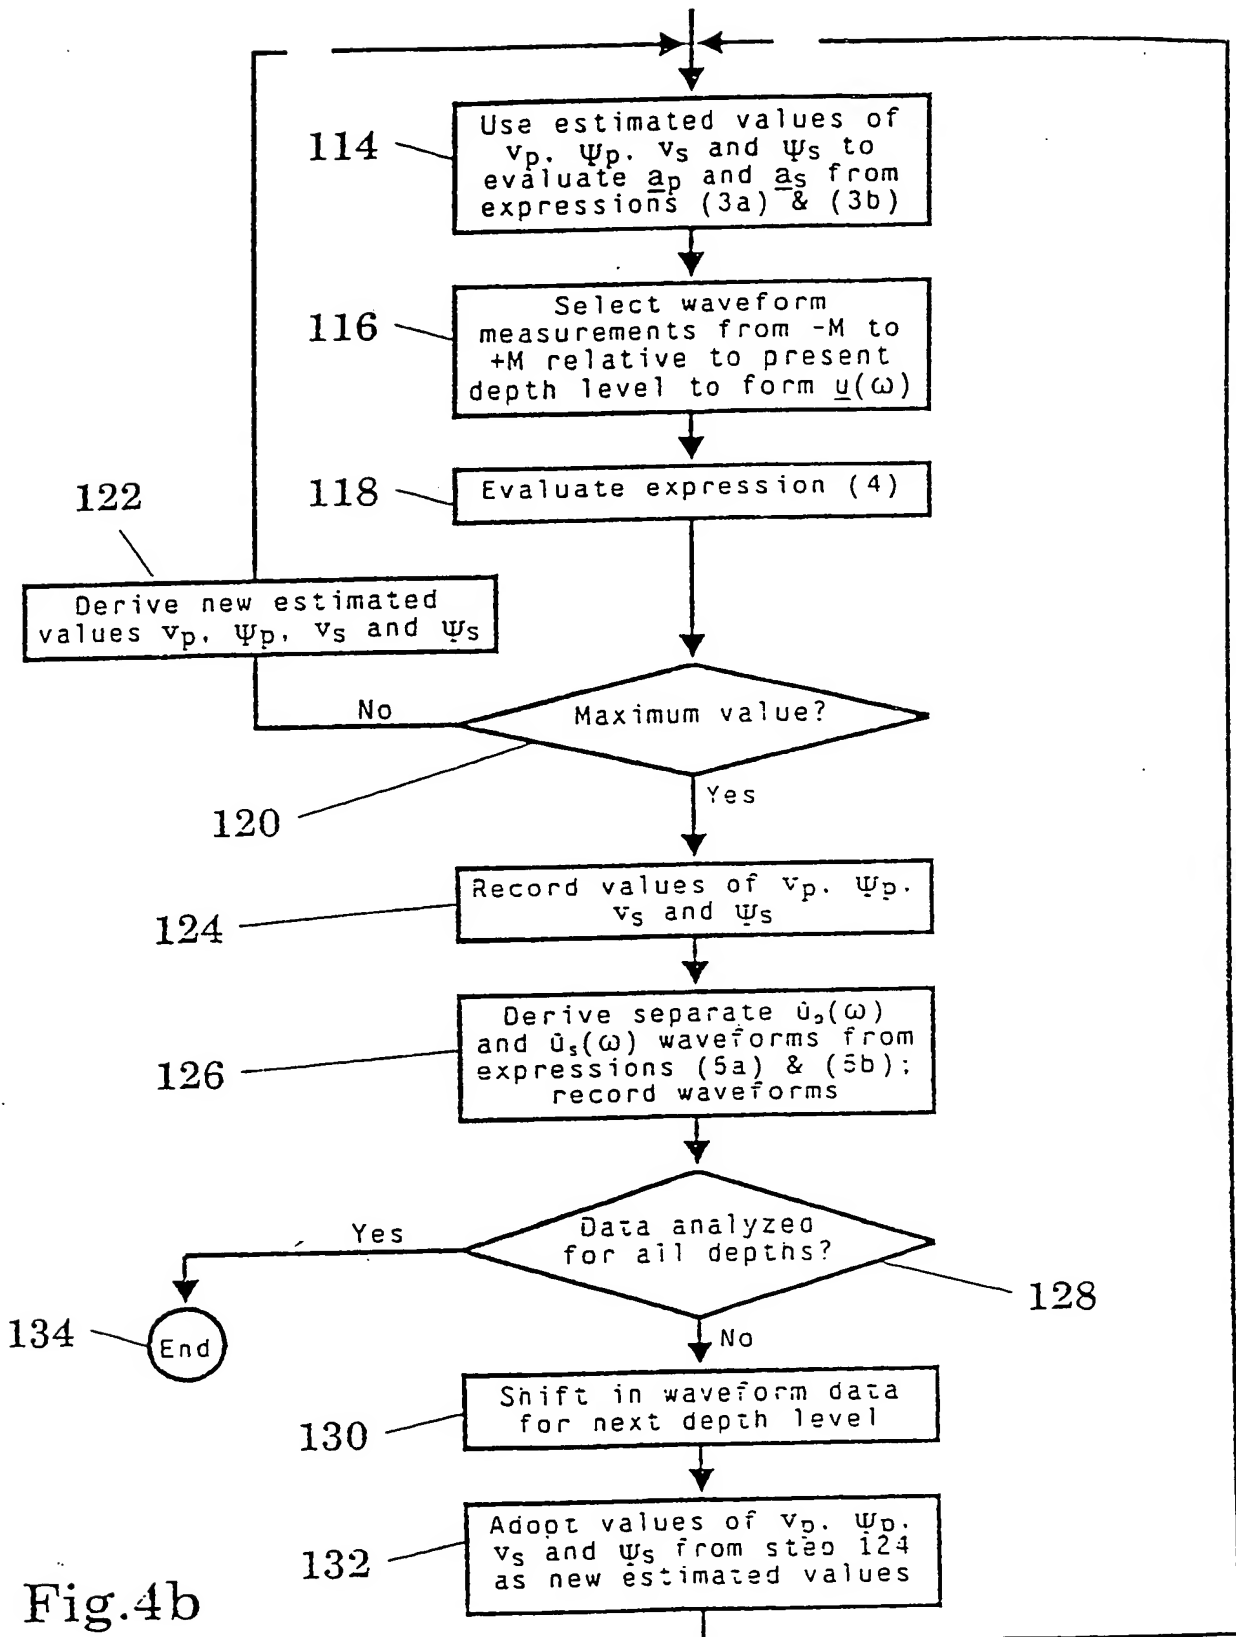 114
Use estimated values of
vp, Ψp, vs and Ψs to
evaluate ap and as from
expressions (3a) & (3b)
116
Select waveform
measurements from -M to
+M relative to present
depth level to form u(ω)
118
Evaluate expression (4)
122
Derive new estimated
values vp, Ψp, vs and Ψs
No
Maximum value?
120
Yes
124
Record values of vp, Ψp,
vs and Ψs
126
Derive separate ûp(ω)
and ûs(ω) waveforms from
expressions (5a) & (5b);
record waveforms
Yes
Data analyzed
for all depths?
128
134
End
No
130
Shift in waveform data
for next depth level
132
Adopt values of vp, Ψp,
vs and Ψs from step 124
as new estimated values
Fig.4b